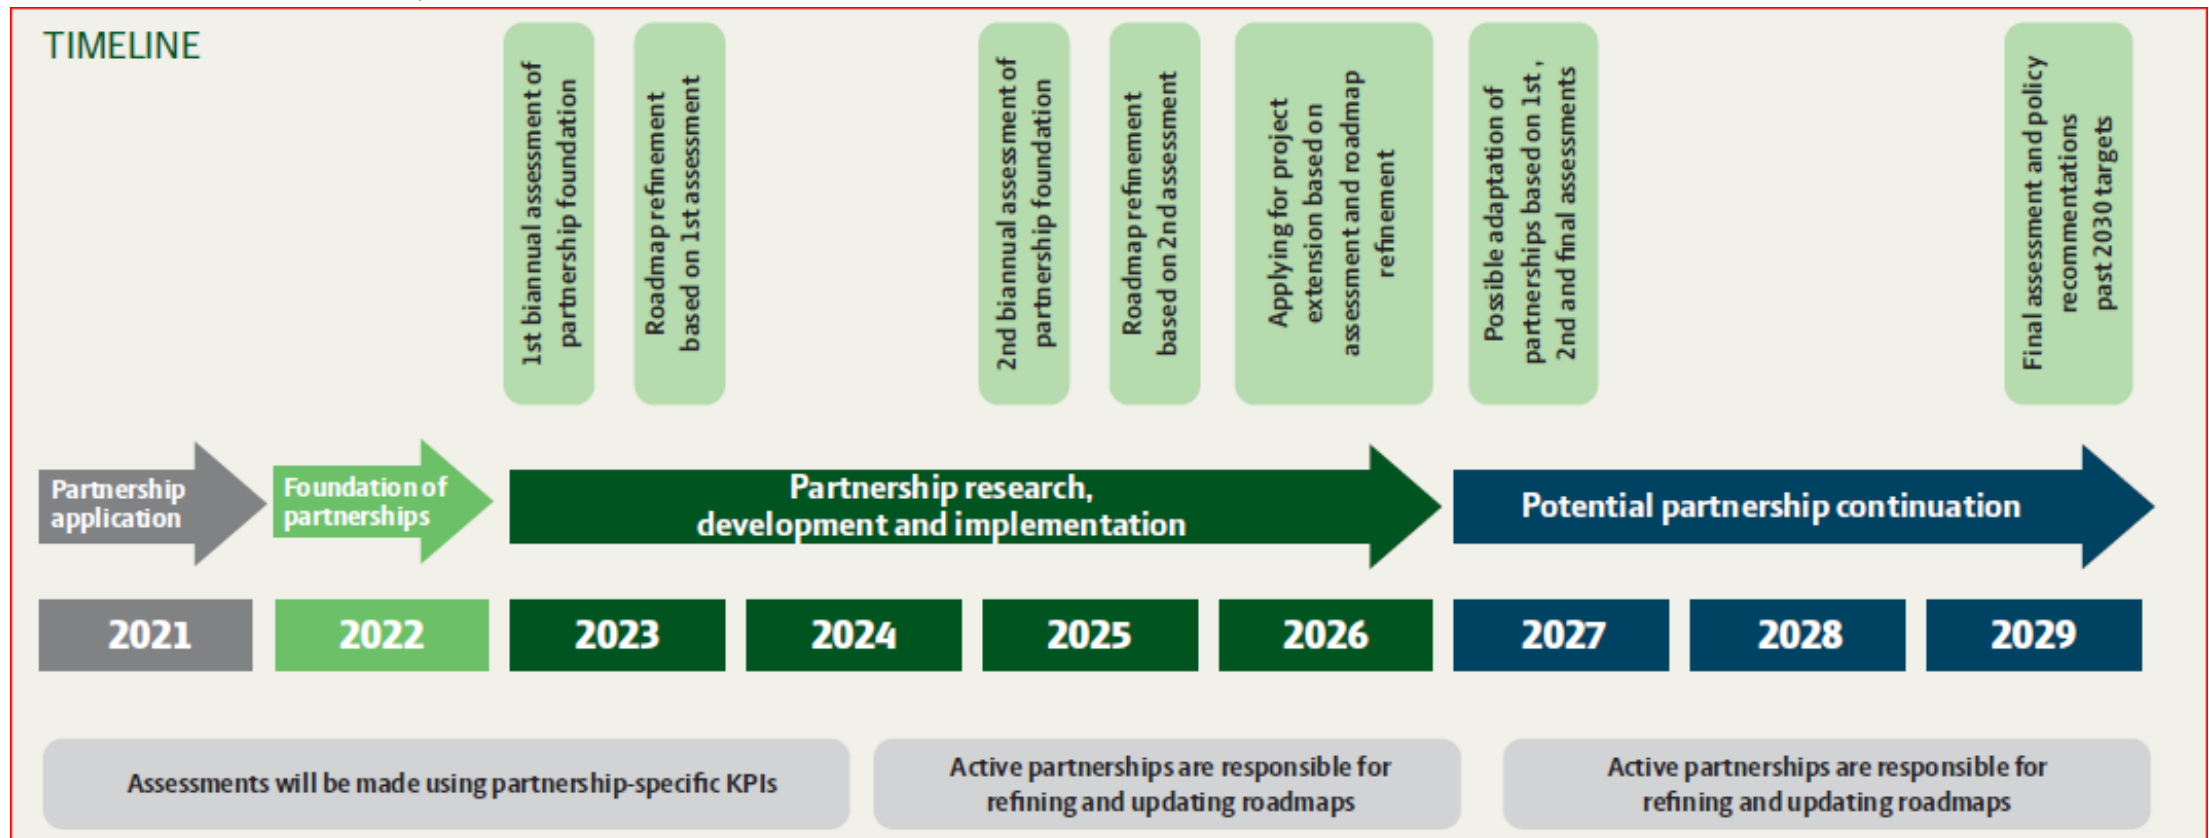 TIMELINE
1st biannual assessment of
partnership foundation
Roadmap refinement
based on 1st assessment
2nd biannual assessment of
partnership foundation
Roadmap refinement
based on 2nd assessment
Applying for project
extension based on
assessment and roadmap
refinement
Possible adaptation of
partnerships based on 1st ,
2nd and final assessments
Final assessment and policy
recommentations
past 2030 targets
Partnership
application
Foundation of
partnerships
Partnership research,
development and implementation
Potential partnership continuation
2021
2022
2023
2024
2025
2026
2027
2028
2029
Assessments will be made using partnership-specific KPIs
Active partnerships are responsible for
refining and updating roadmaps
Active partnerships are responsible for
refining and updating roadmaps